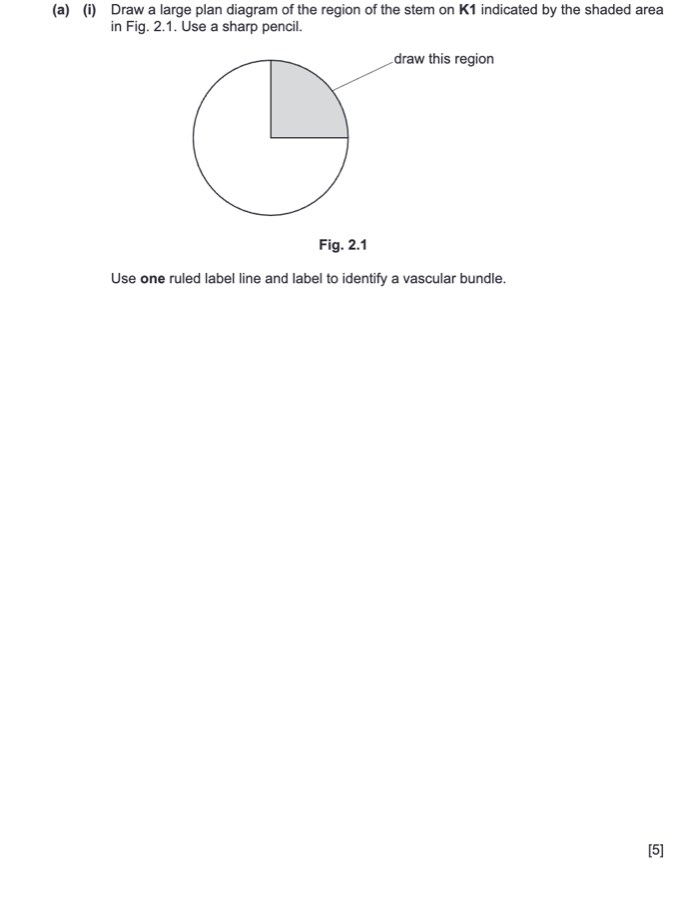 (a) (i) Draw a large plan diagram of the region of the stem on K1 indicated by the shaded area
in Fig. 2.1. Use a sharp pencil.
draw this region
Fig. 2.1
Use one ruled label line and label to identify a vascular bundle.
[5]